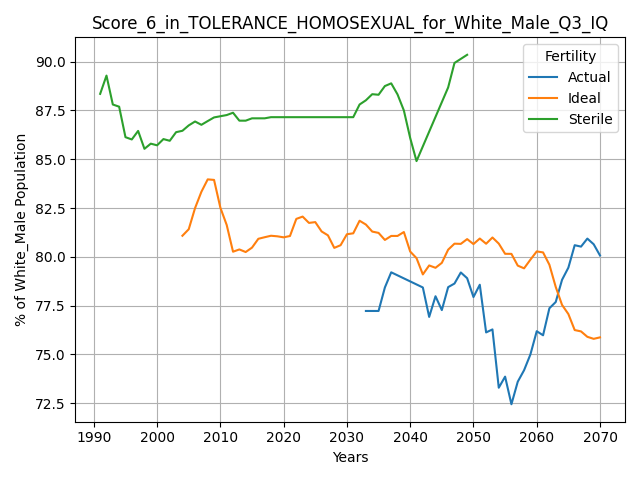 Score_6_in_TOLERANCE_HOMOSEXUAL_for_White_Male_Q3_IQ
% of White_Male Population
90.0
87.5
85.0
82.5
80.0
77.5
75.0
72.5
Fertility
Actual
Ideal
Sterile
1990 2000 2010 2020 2030 2040 2050 2060 2070
Years